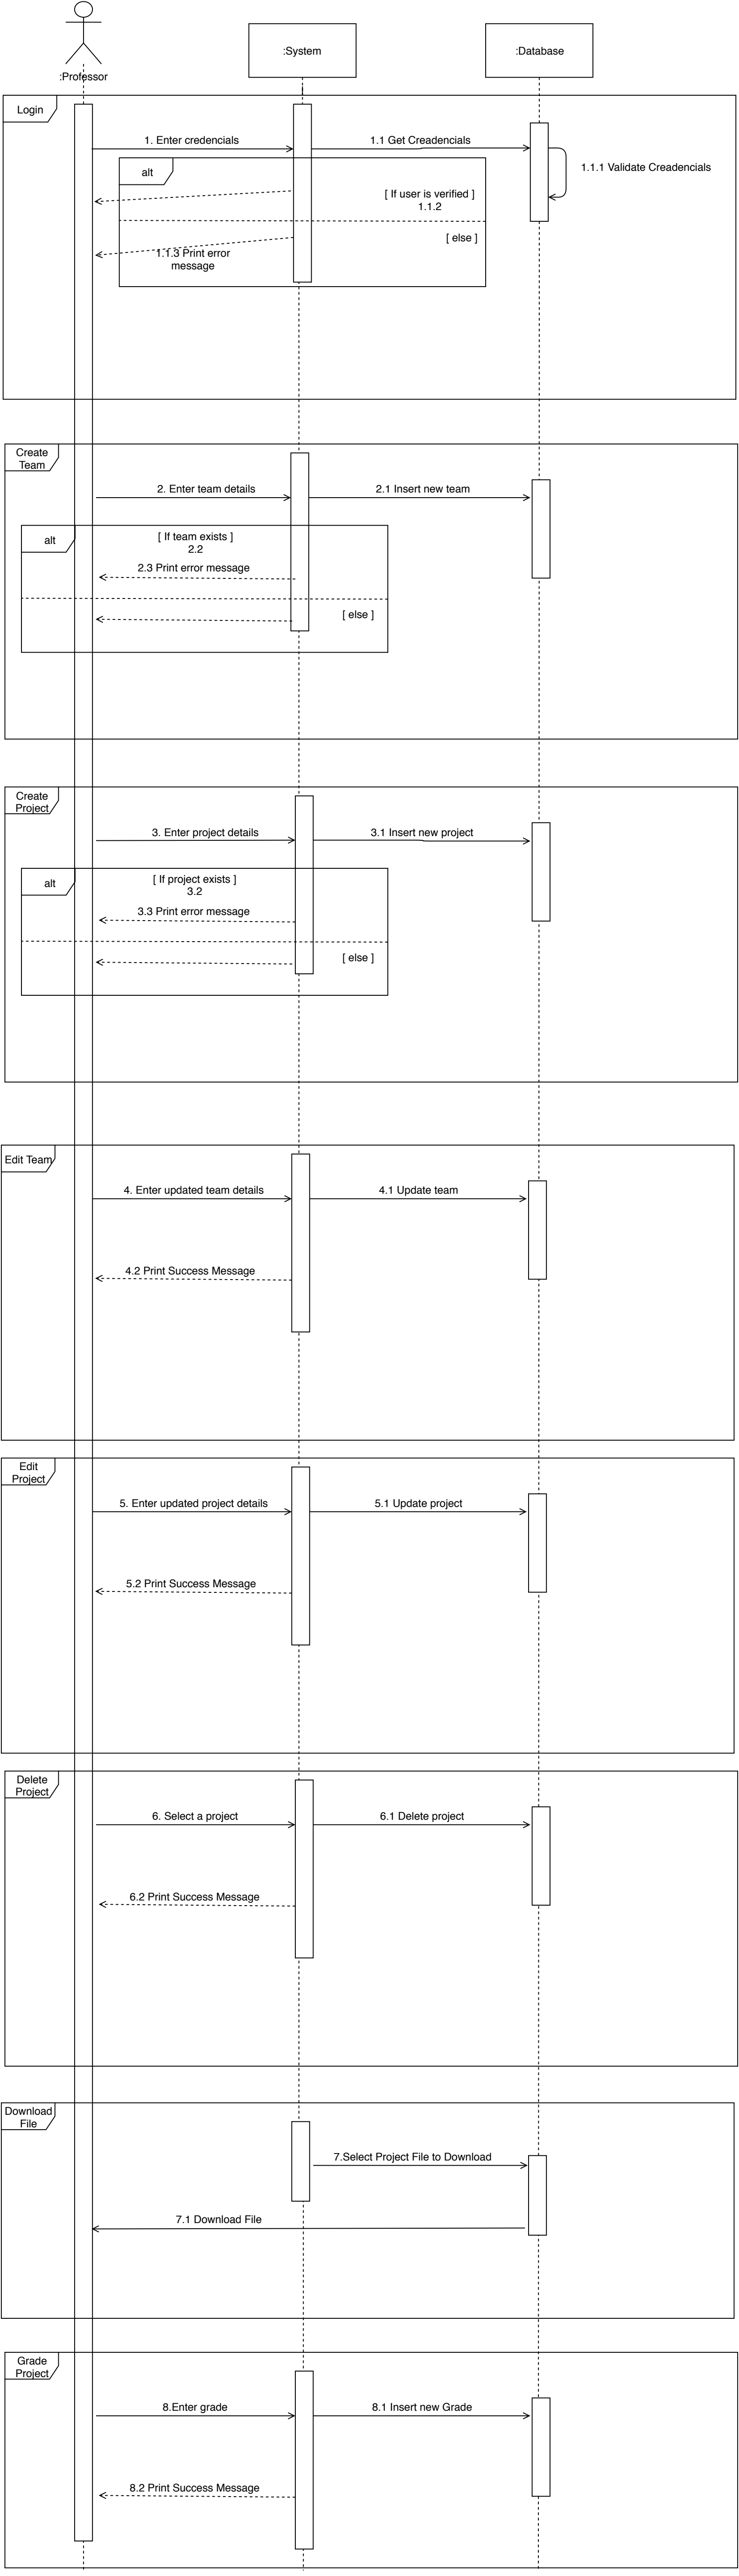 :Professor
:System
:Database
Login
1. Enter credencials
1.1 Get Creadencials
1.1.1 Validate Creadencials
alt
[ If user is verified ]
1.1.2
[ else ]
1.1.3 Print error
message
Create
Team
2. Enter team details
2.1 Insert new team
alt
[ If team exists ]
2.2
2.3 Print error message
[ else ]
Create
Project
3. Enter project details
3.1 Insert new project
alt
[ If project exists ]
3.2
3.3 Print error message
[ else ]
Edit Team
4. Enter updated team details
4.1 Update team
4.2 Print Success Message
Edit
Project
5. Enter updated project details
5.1 Update project
5.2 Print Success Message
Delete
Project
6. Select a project
6.1 Delete project
6.2 Print Success Message
Download
File
7.Select Project File to Download
7.1 Download File
Grade
Project
8.Enter grade
8.1 Insert new Grade
8.2 Print Success Message